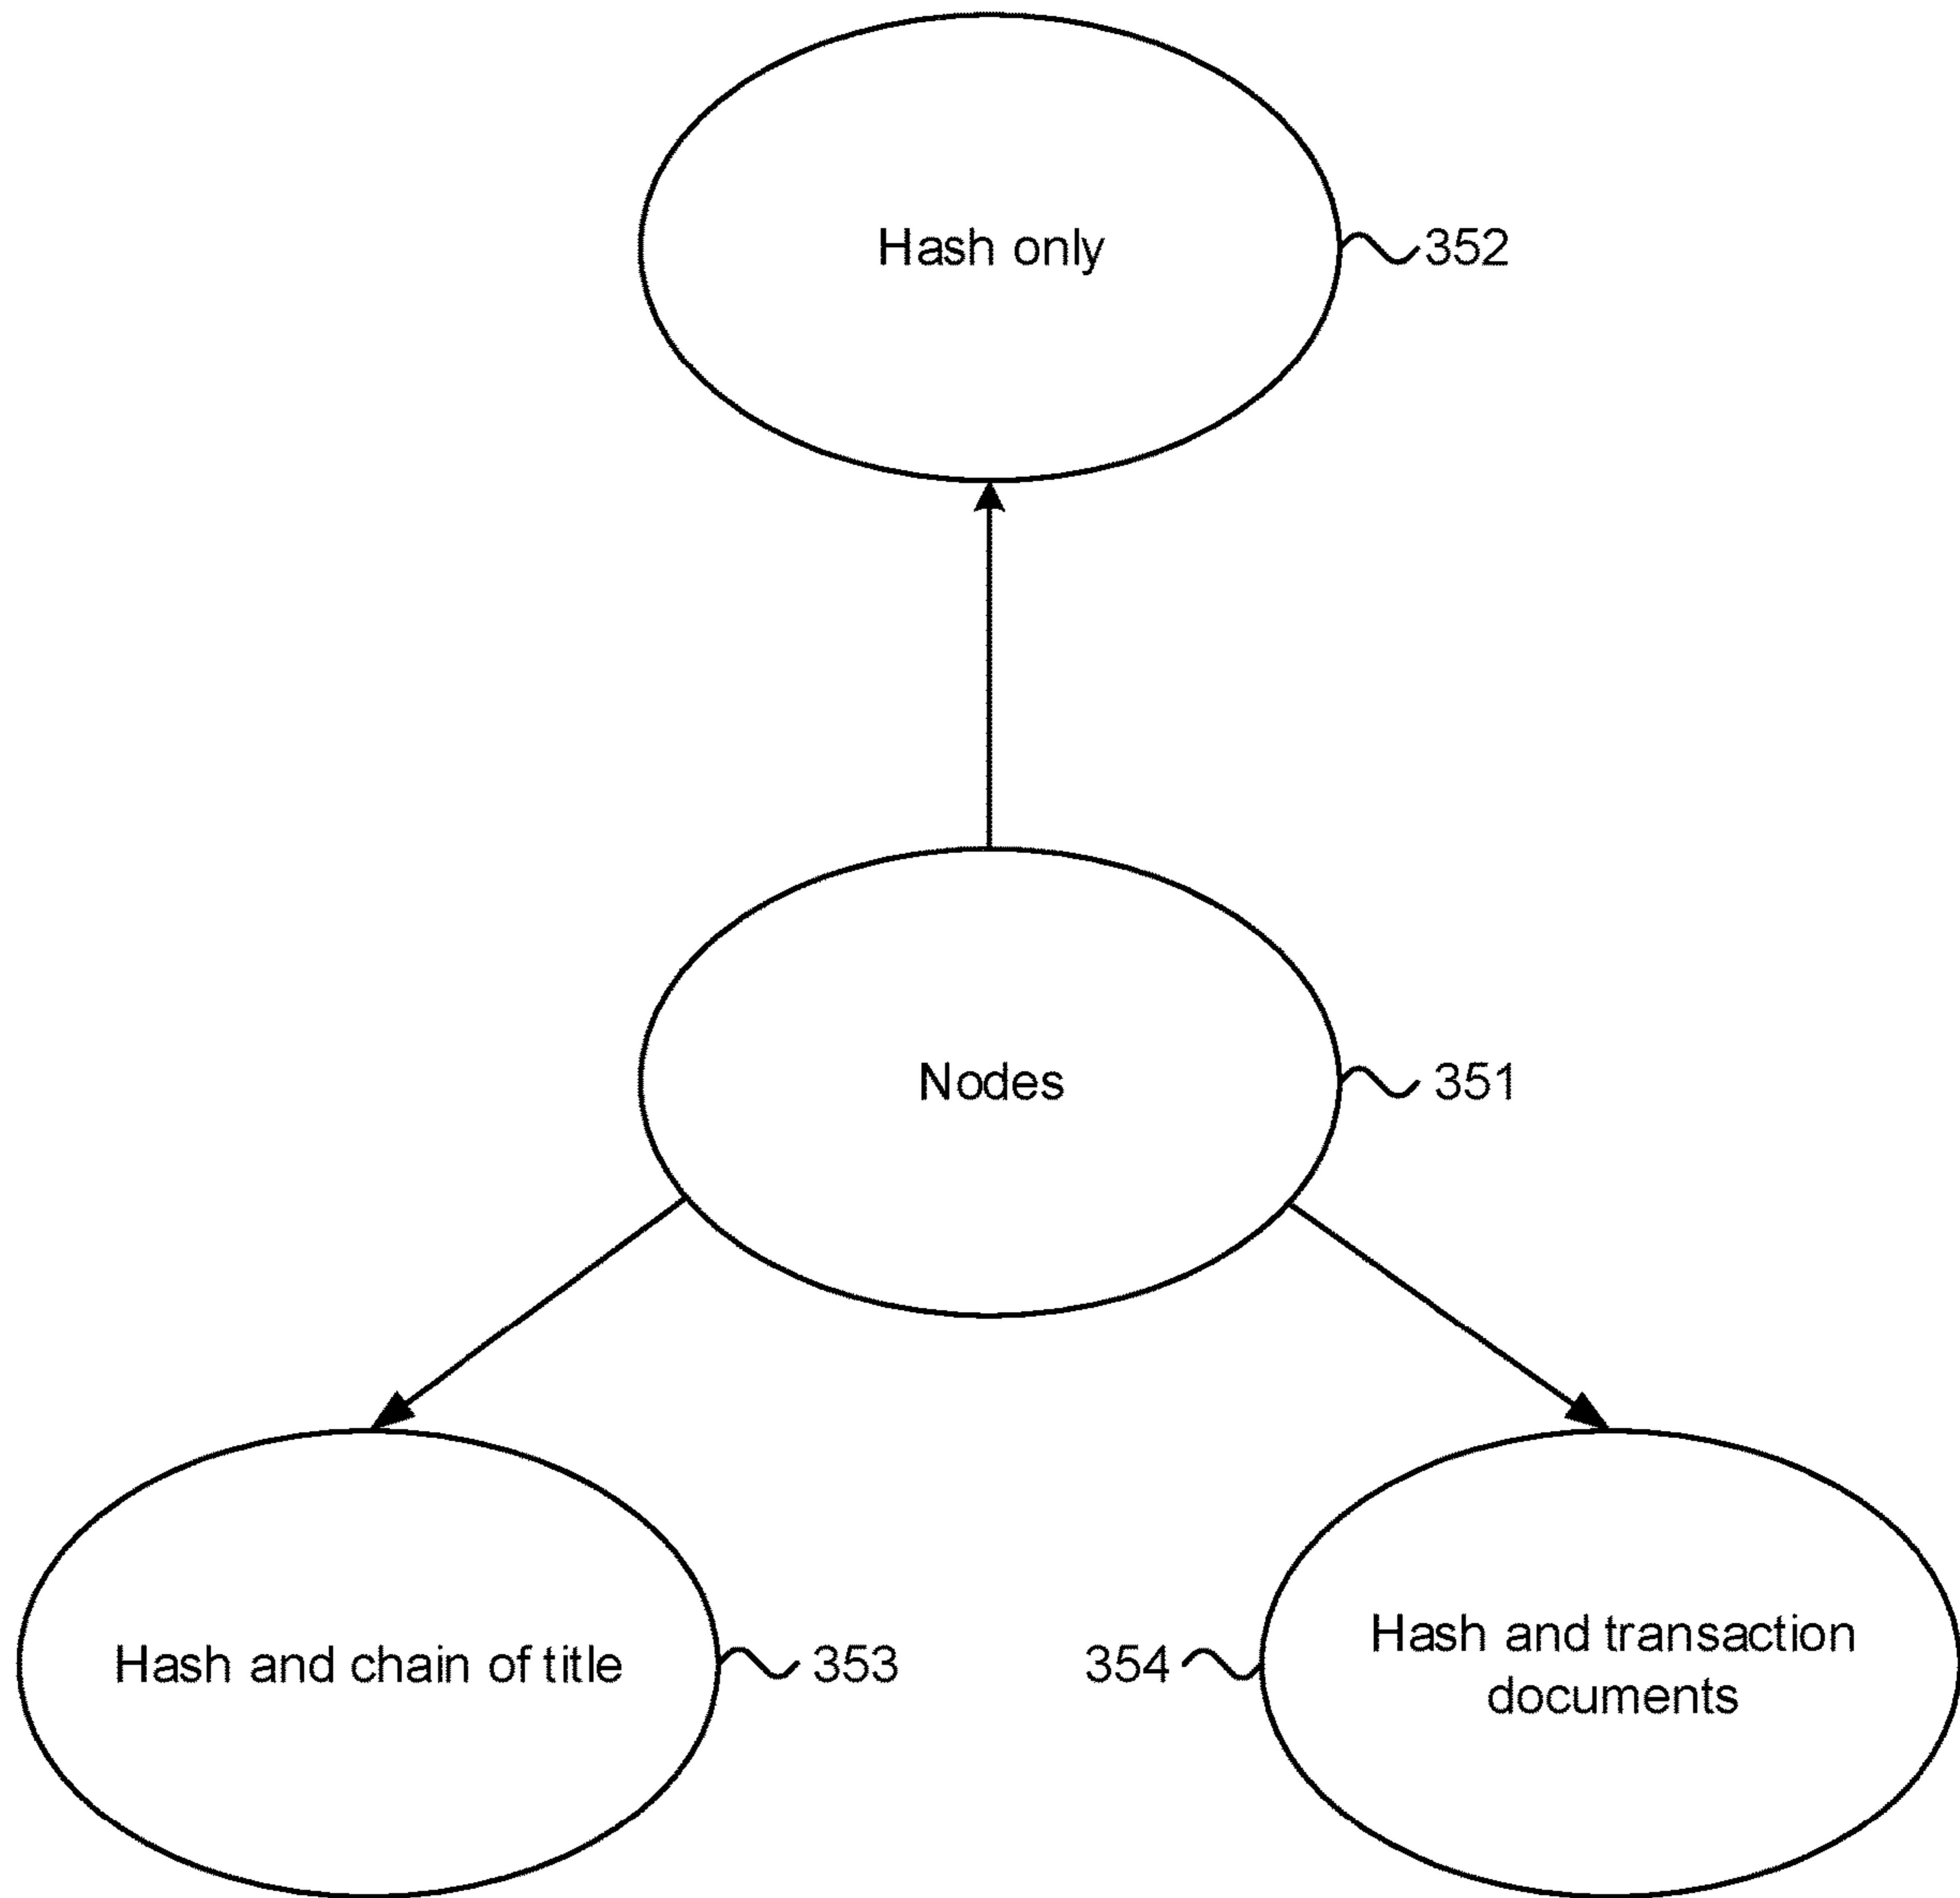 Hash only
352
Nodes
351
Hash and chain of title
353
354
Hash and transaction
documents